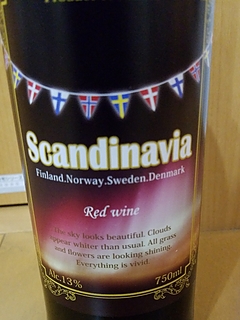 Scandinavia
Finland.Norway.Sweden.Denmark
Red wine
The sky looks beautiful. Clouds
appear whiter than usual. All grass
and flowers are looking shining.
Everything is vivid.
Alc.13% 750ml